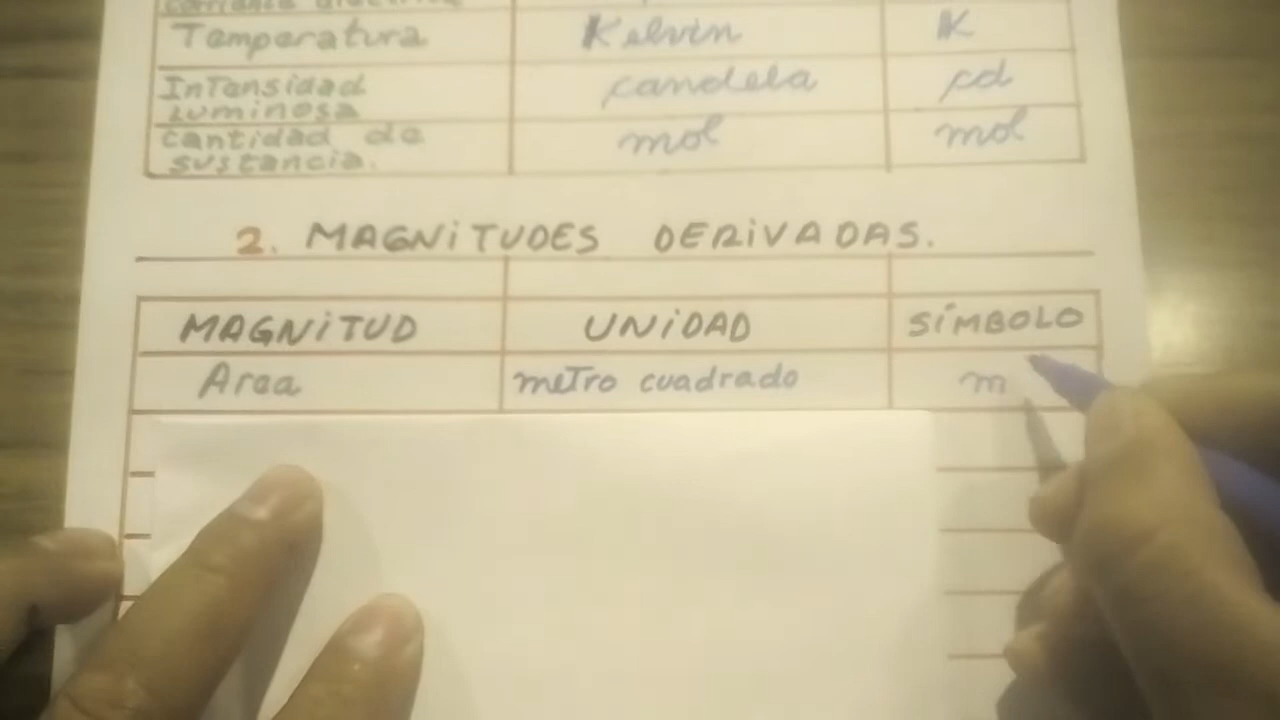 Temperatura Kelvin K
Intensidad candela cd
Luminosa
cantidad de mol mol
sustancia.
2. MAGNiTUDES DERiVADAS.
MAGNiTUD UNiDAD SíMBOLO
Area metro cuadrado m